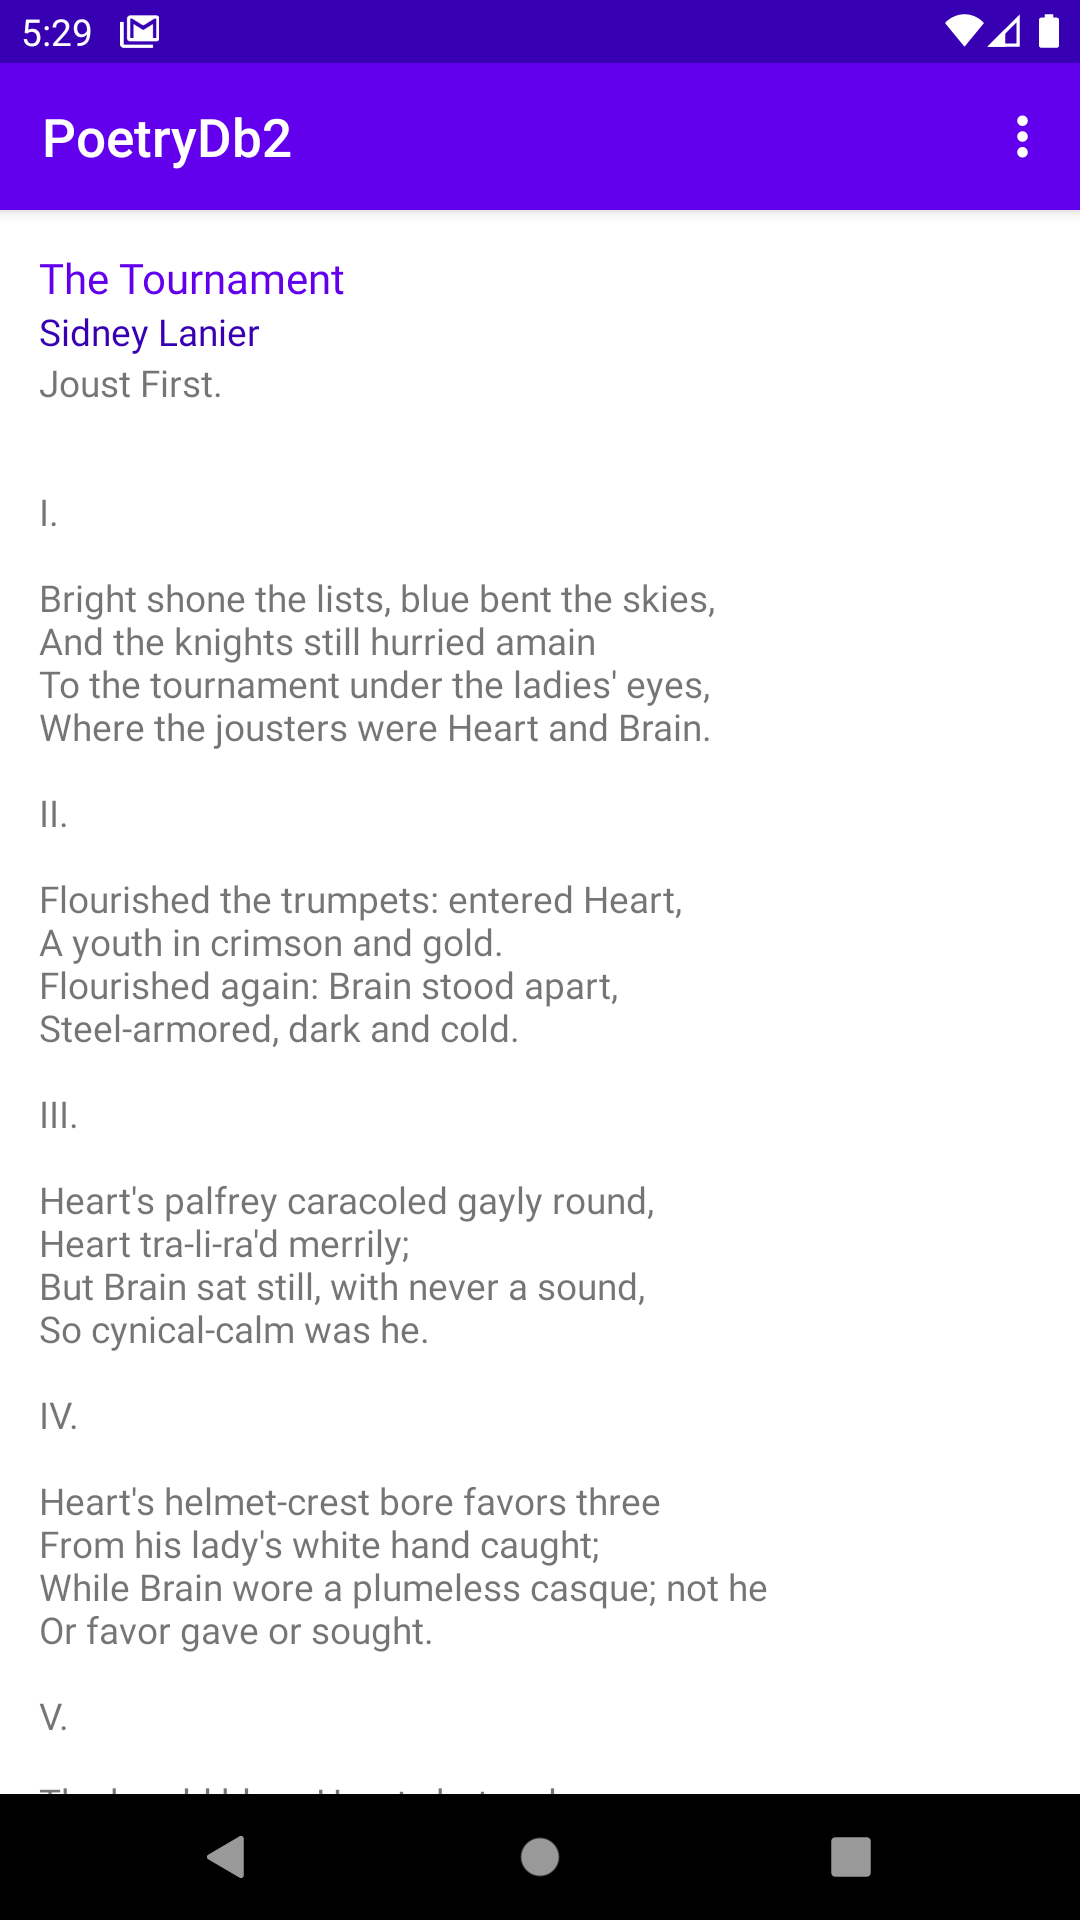 5:29
PoetryDb2
The Tournament
Sidney Lanier
Joust First.
I.
Bright shone the lists, blue bent the skies,
And the knights still hurried amain
To the tournament under the ladies' eyes,
Where the jousters were Heart and Brain.
II.
Flourished the trumpets: entered Heart,
A youth in crimson and gold.
Flourished again: Brain stood apart,
Steel-armored, dark and cold.
III.
Heart's palfrey caracoled gayly round,
Heart tra-li-ra'd merrily;
But Brain sat still, with never a sound,
So cynical-calm was he.
IV.
Heart's helmet-crest bore favors three
From his lady's white hand caught;
While Brain wore a plumeless casque; not he
Or favor gave or sought.
V.